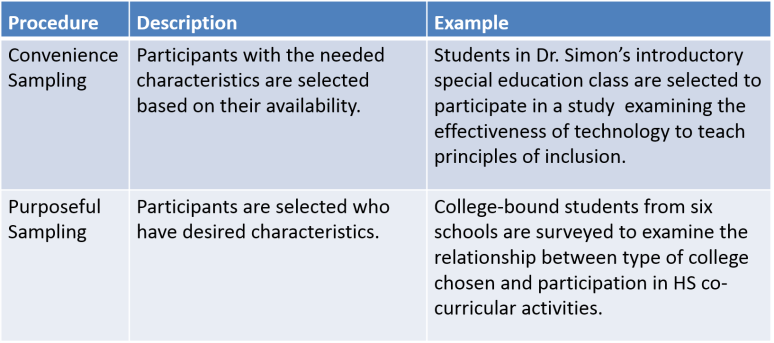 Procedure Description Example
Convenience Sampling
Participants with the needed
characteristics are selected
based on their availability.
Students in Dr. Simon’s introductory
special education class are selected to
participate in a study examining the
effectiveness of technology to teach
principles of inclusion.
Purposeful
Sampling
Participants are selected who
have desired characteristics.
College-bound students from six
schools are surveyed to examine the
relationship between type of college
chosen and participation in HS co-
curricular activities.